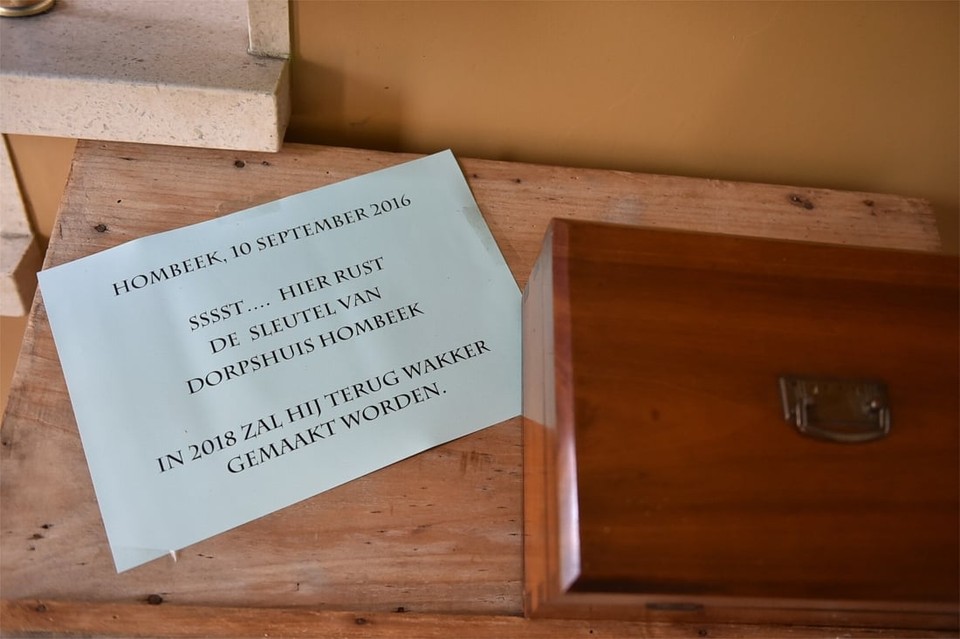 HOMBEEK, 10 SEPTEMBER 2016
SSSST.... HIER RUST
DE SLEUTEL VAN
DORPSHUIS HOMBEEK
IN 2018 ZAL HIJ TERUG WAKKER
GEMAAKT WORDEN.